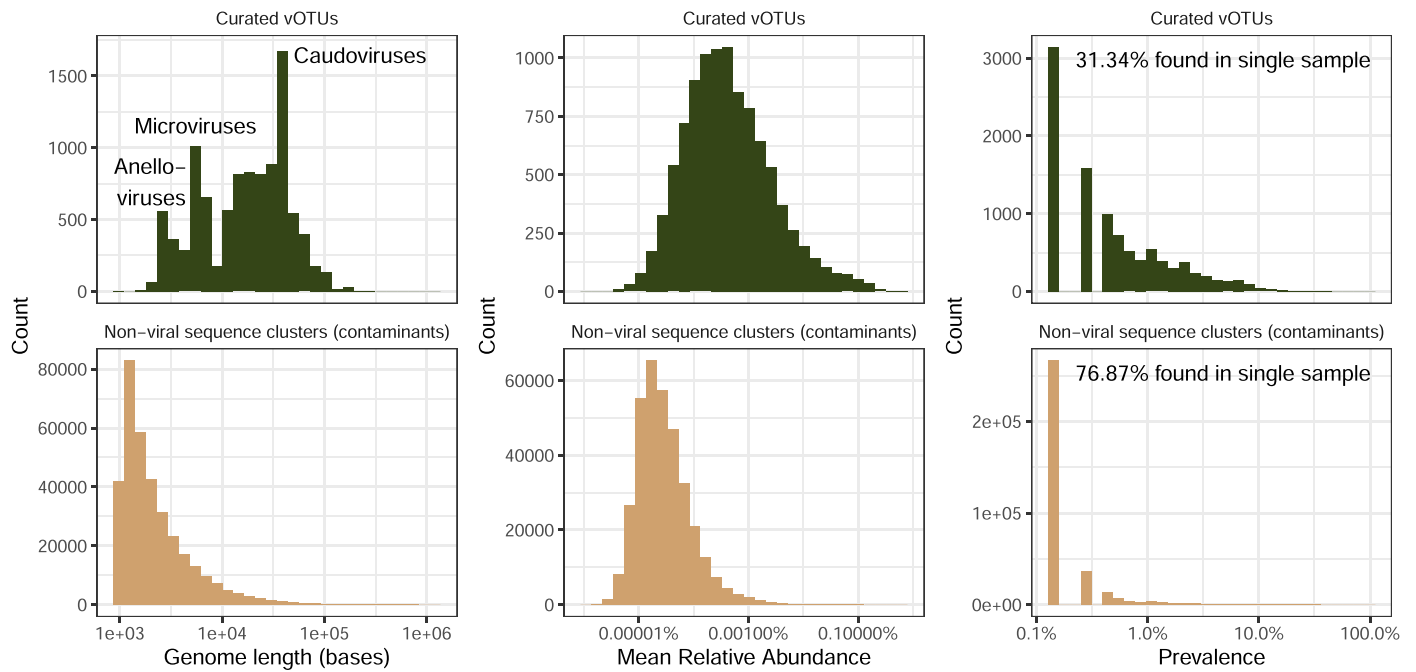 Curated vOTUs
Curated vOTUs
Curated vOTUs
1500
1000
500
0
Caudoviruses
Microviruses
Anello−
viruses
1000
750
500
250
0
3000
2000
1000
0
31.34% found in single sample
Count
Count
Count
Non−viral sequence clusters (contaminants)
Non−viral sequence clusters (contaminants)
Non−viral sequence clusters (contaminants)
80000
60000
40000
20000
0
60000
40000
20000
0
2e+05
1e+05
0e+00
76.87% found in single sample
1e+03
1e+04
1e+05
1e+06
0.00001%
0.00100%
0.10000%
0.1%
1.0%
10.0%
100.0%
Genome length (bases)
Mean Relative Abundance
Prevalence